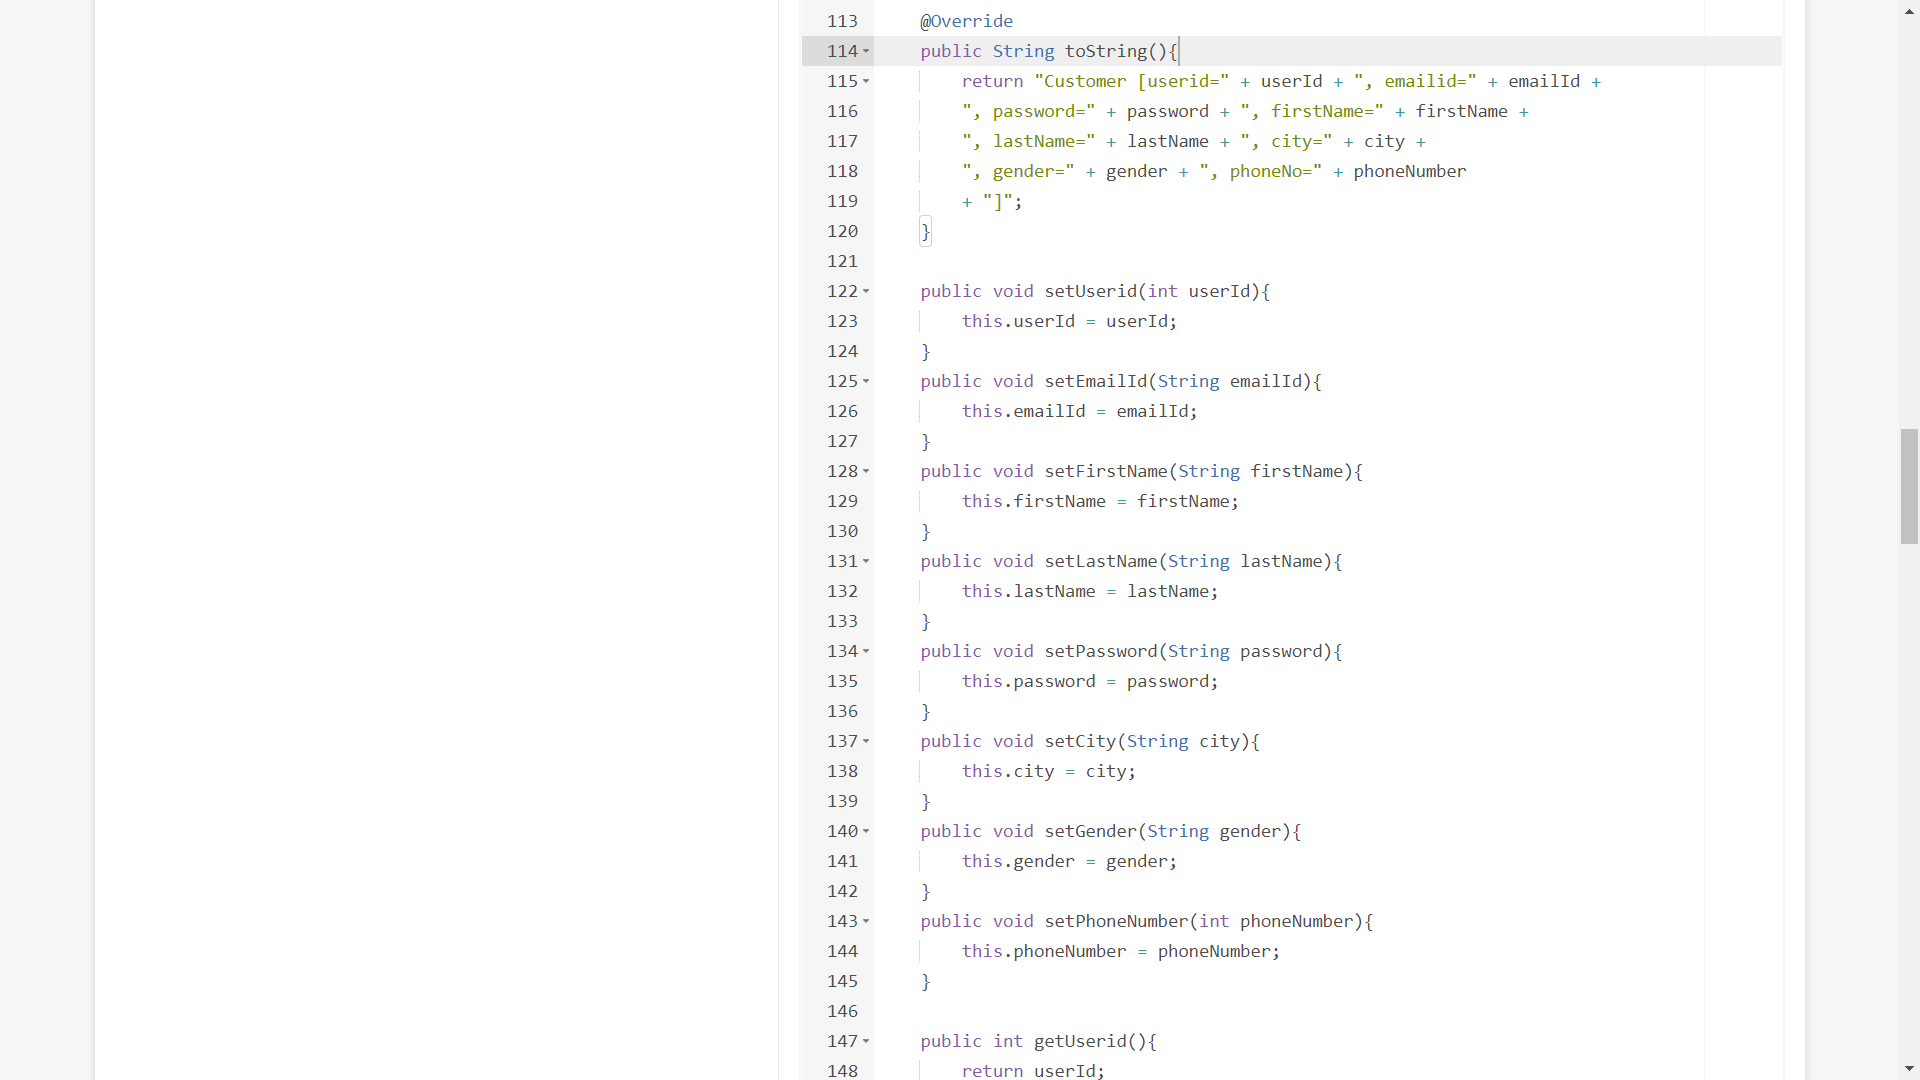 113 @Override
114 public String toString(){
115 return "Customer [userid=" + userId + ", emailid=" + emailId +
116 ", password=" + password + ", firstName=" + firstName +
117 ", lastName=" + lastName + ", city=" + city +
118 ", gender=" + gender + ", phoneNo=" + phoneNumber
119 + "]";
120 }
121
122 public void setUserid(int userId){
123 this.userId = userId;
124 }
125 public void setEmailId(String emailId){
126 this.emailId = emailId;
127 }
128 public void setFirstName(String firstName){
129 this.firstName = firstName;
130 }
131 public void setLastName(String lastName){
132 this.lastName = lastName;
133 }
134 public void setPassword(String password){
135 this.password = password;
136 }
137 public void setCity(String city){
138 this.city = city;
139 }
140 public void setGender(String gender){
141 this.gender = gender;
142 }
143 public void setPhoneNumber(int phoneNumber){
144 this.phoneNumber = phoneNumber;
145 }
146
147 public int getUserid(){
148 return userId;